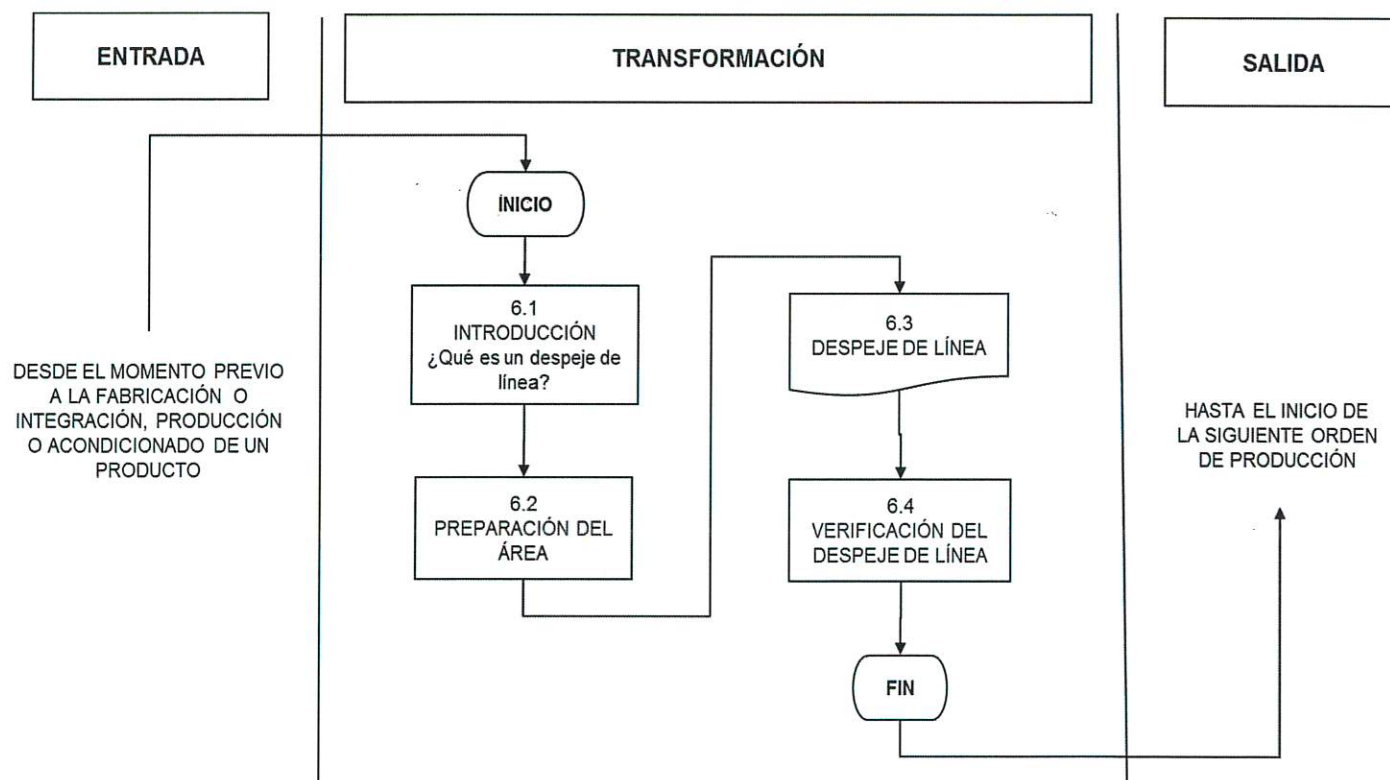 ENTRADA
TRANSFORMACIÓN
SALIDA
DESDE EL MOMENTO PREVIO
A LA FABRICACIÓN O
INTEGRACIÓN, PRODUCCIÓN
O ACONDICIONADO DE UN
PRODUCTO
INICIO
6.1
INTRODUCCIÓN
¿Qué es un despeje de
línea?
6.2
PREPARACIÓN DEL
ÁREA
6.3
DESPEJE DE LÍNEA
6.4
VERIFICACIÓN DEL
DESPEJE DE LÍNEA
FIN
HASTA EL INICIO DE
LA SIGUIENTE ORDEN
DE PRODUCCIÓN